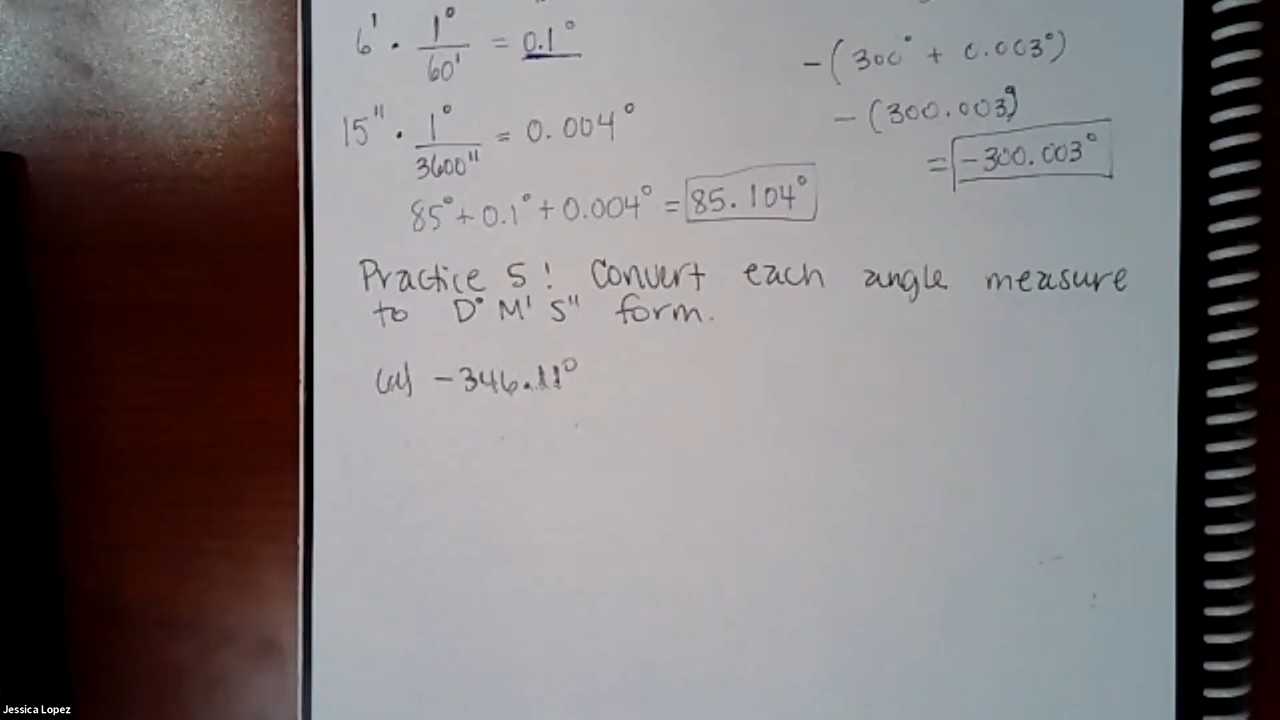 6' · 1° / 60' = 0.1°
15" · 1° / 3600" = 0.004°
85° + 0.1° + 0.004° = 85.104°
-(300° + 0.003°)
-(300.003°)
= -300.003°
Practice 5: Convert each angle measure
to D° M' S" form.
(a) -346.11°
Jessica Lopez